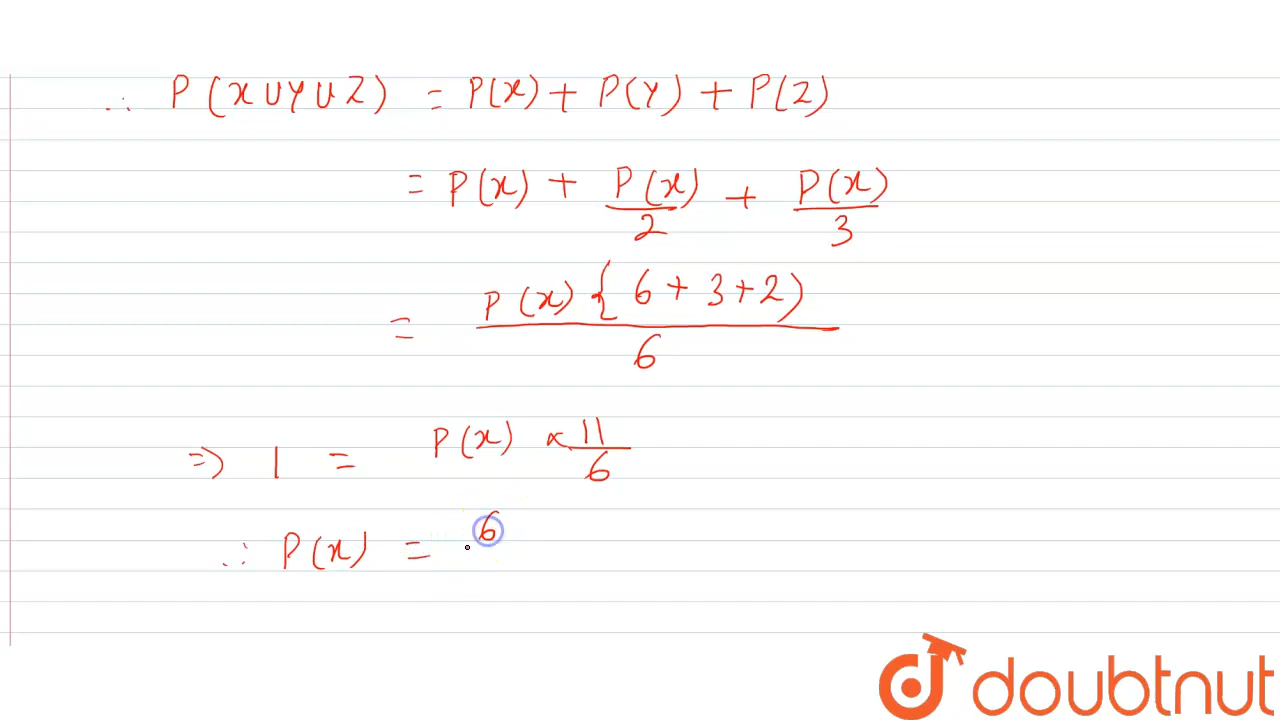 ∴ P(X∪Y∪Z) = P(X) + P(Y) + P(Z)
= P(x) + P(x)/2 + P(x)/3
= P(x) { 6 + 3 + 2 ) / 6
=> 1 = P(x) × 11/6
∴ P(x) = 6
doubtnut